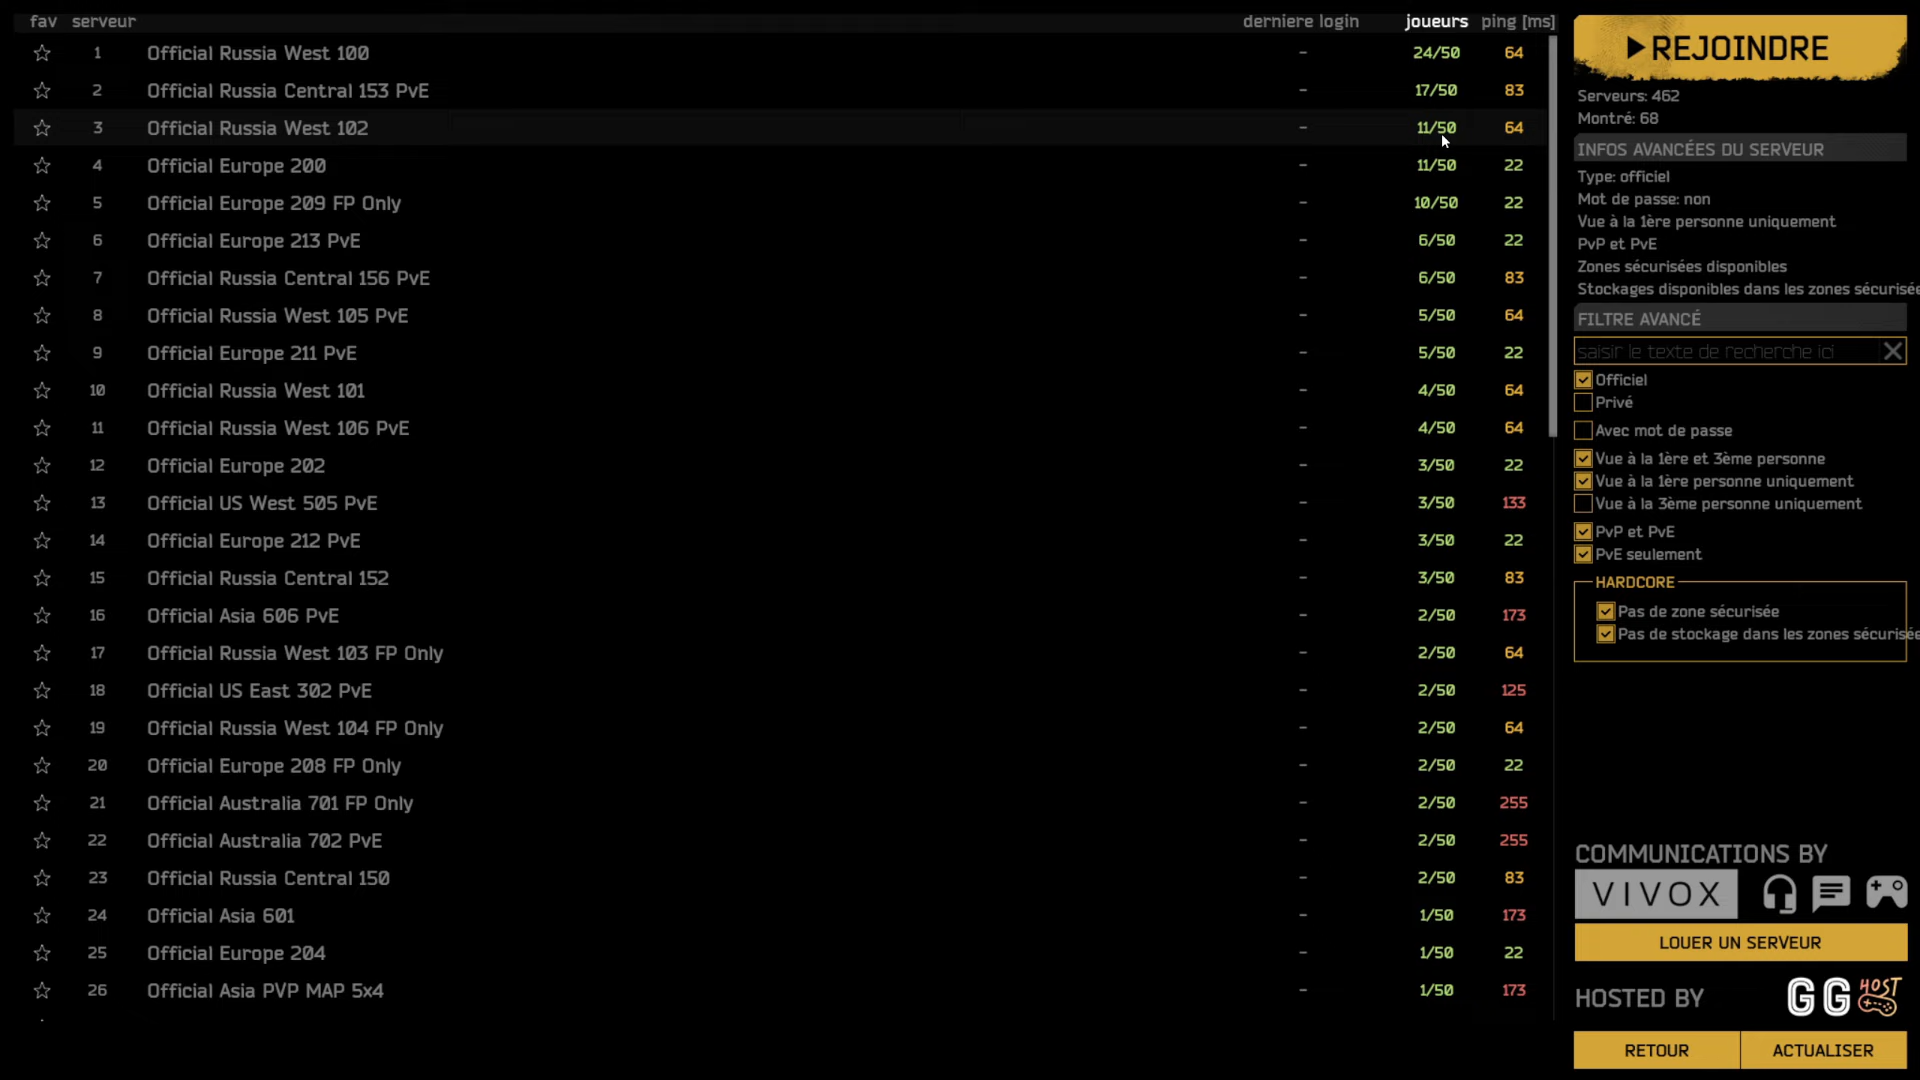 fav serveur derniere login joueurs ping [ms]
1 Official Russia West 100 - 24/50 64
2 Official Russia Central 153 PvE - 17/50 83
3 Official Russia West 102 - 11/50 64
4 Official Europe 200 - 11/50 22
5 Official Europe 209 FP Only - 10/50 22
6 Official Europe 213 PvE - 6/50 22
7 Official Russia Central 156 PvE - 6/50 83
8 Official Russia West 105 PvE - 5/50 64
9 Official Europe 211 PvE - 5/50 22
10 Official Russia West 101 - 4/50 64
11 Official Russia West 106 PvE - 4/50 64
12 Official Europe 202 - 3/50 22
13 Official US West 505 PvE - 3/50 133
14 Official Europe 212 PvE - 3/50 22
15 Official Russia Central 152 - 3/50 83
16 Official Asia 606 PvE - 2/50 173
17 Official Russia West 103 FP Only - 2/50 64
18 Official US East 302 PvE - 2/50 125
19 Official Russia West 104 FP Only - 2/50 64
20 Official Europe 208 FP Only - 2/50 22
21 Official Australia 701 FP Only - 2/50 255
22 Official Australia 702 PvE - 2/50 255
23 Official Russia Central 150 - 2/50 83
24 Official Asia 601 - 1/50 173
25 Official Europe 204 - 1/50 22
26 Official Asia PVP MAP 5x4 - 1/50 173
REJOINDRE
Serveurs: 462
Montré: 68
INFOS AVANCÉES DU SERVEUR
Type: officiel
Mot de passe: non
Vue à la 1ère personne uniquement
PvP et PvE
Zones sécurisées disponibles
Stockages disponibles dans les zones sécurisée
FILTRE AVANCÉ
saisir le texte de recherche ici
Officiel
Privé
Avec mot de passe
Vue à la 1ère et 3ème personne
Vue à la 1ère personne uniquement
Vue à la 3ème personne uniquement
PvP et PvE
PvE seulement
HARDCORE
Pas de zone sécurisée
Pas de stockage dans les zones sécurisée
COMMUNICATIONS BY
VIVOX
LOUER UN SERVEUR
HOSTED BY GG HOST
RETOUR ACTUALISER